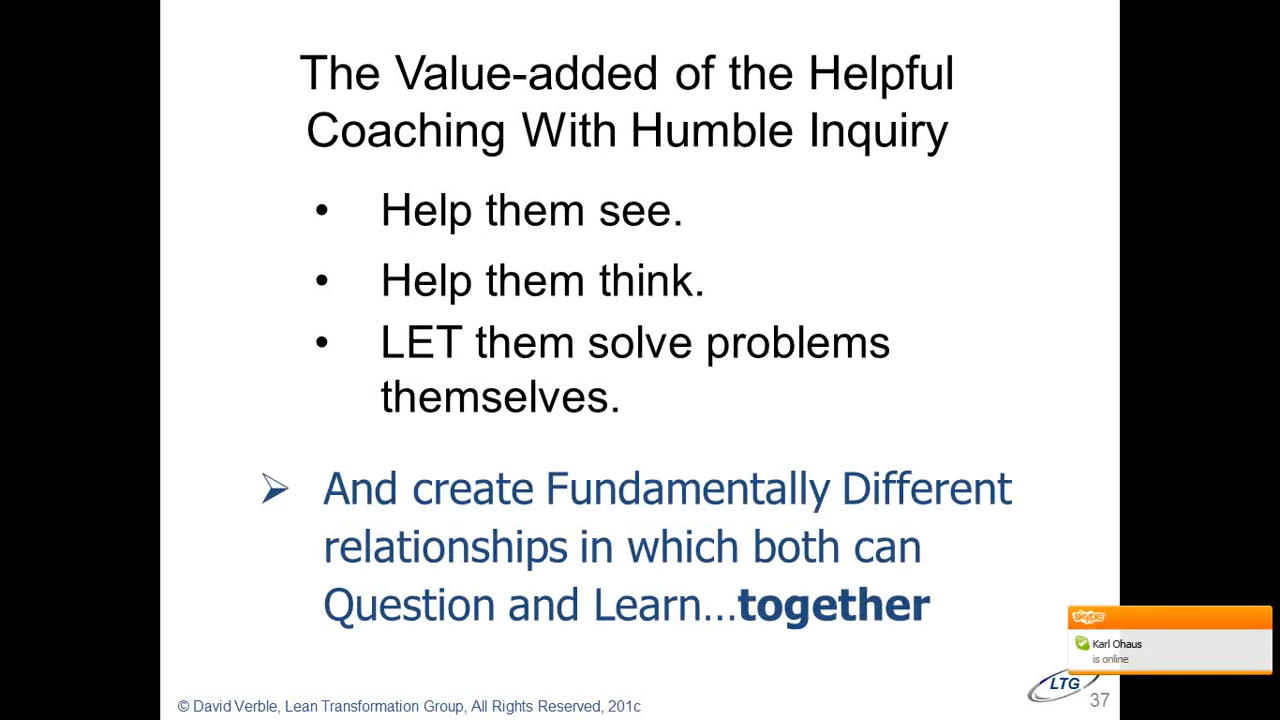 The Value-added of the Helpful
Coaching With Humble Inquiry
• Help them see.
• Help them think.
• LET them solve problems
themselves.
➢ And create Fundamentally Different
relationships in which both can
Question and Learn...together
skype
Karl Ohaus
is online
LTG
© David Verble, Lean Transformation Group, All Rights Reserved, 201c
37